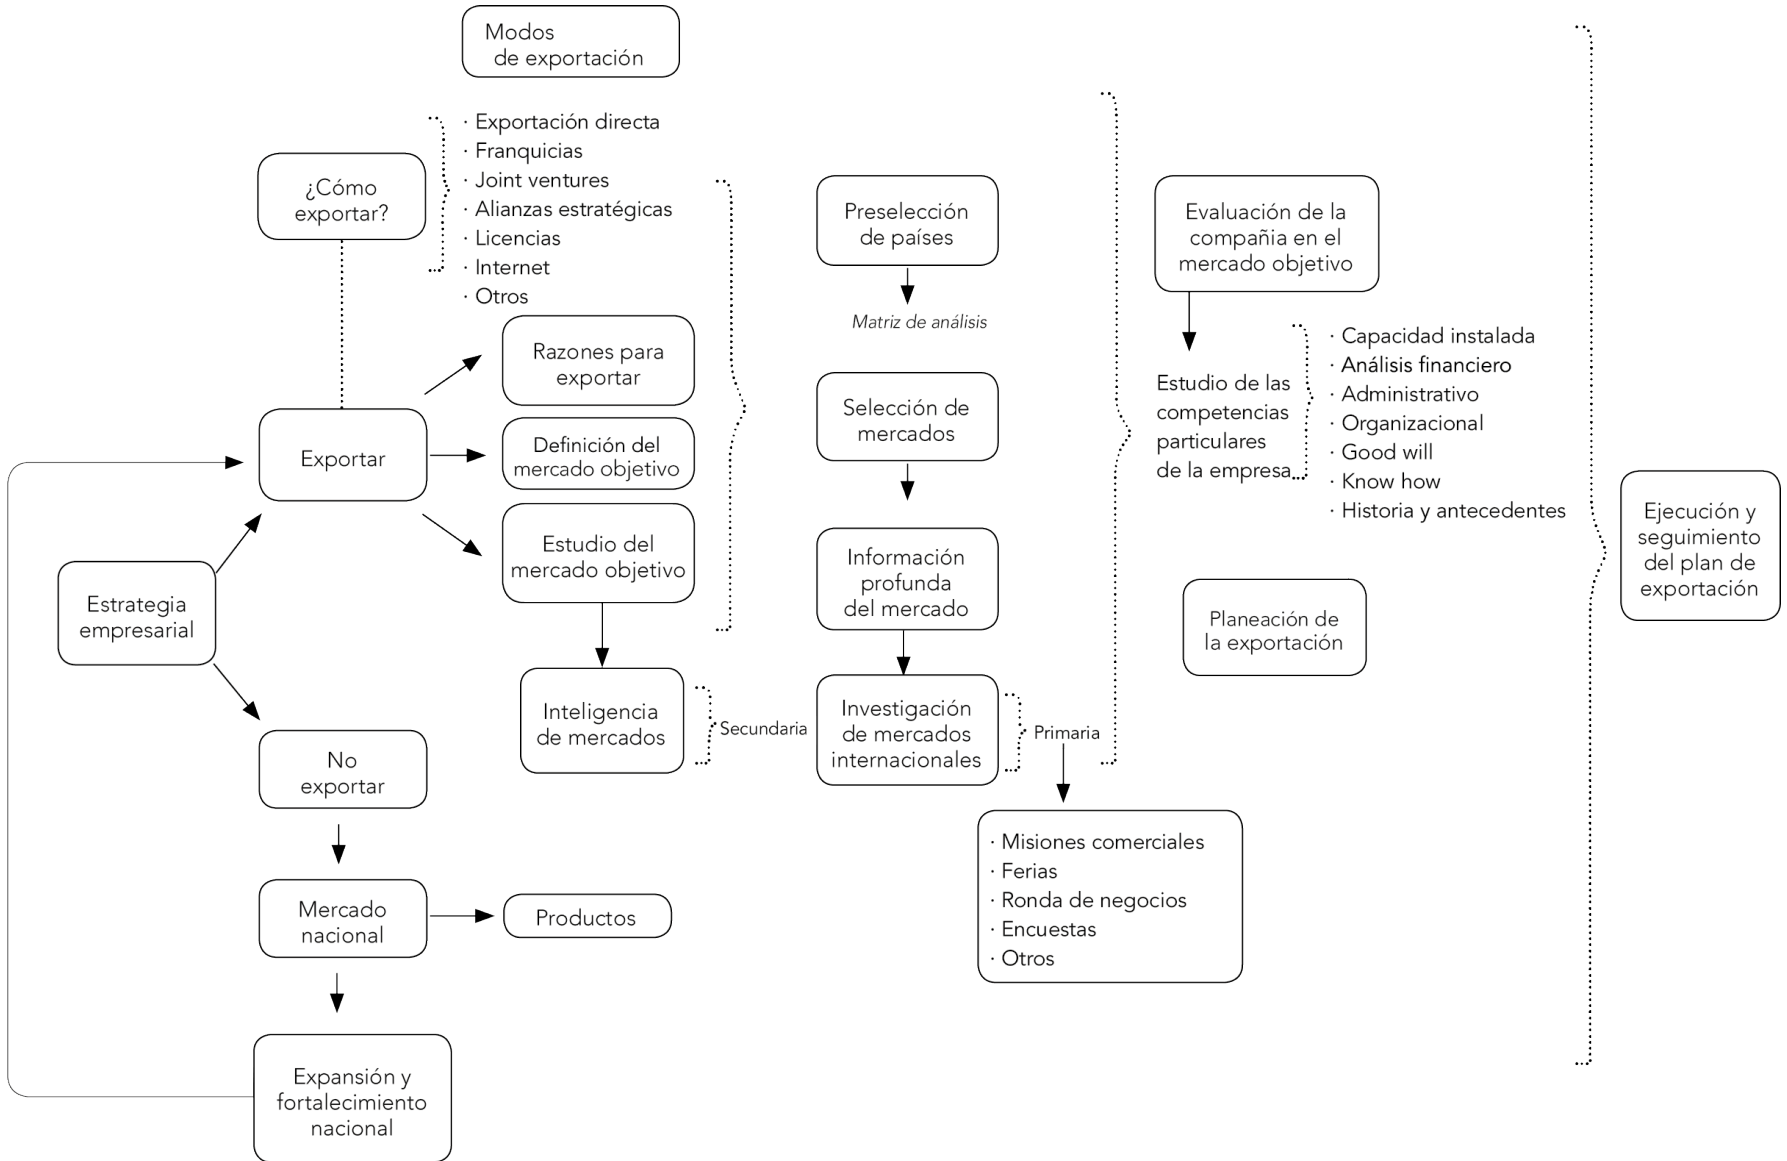 Modos
de exportación
¿Cómo
exportar?
· Exportación directa
· Franquicias
· Joint ventures
· Alianzas estratégicas
· Licencias
· Internet
· Otros
Exportar
Razones para
exportar
Definición del
mercado objetivo
Estudio del
mercado objetivo
Estrategia
empresarial
Inteligencia
de mercados
Secundaria
No
exportar
Mercado
nacional
Productos
Expansión y
fortalecimiento
nacional
Preselección
de países
Matriz de análisis
Selección de
mercados
Información
profunda
del mercado
Investigación
de mercados
internacionales
Primaria
· Misiones comerciales
· Ferias
· Ronda de negocios
· Encuestas
· Otros
Evaluación de la
compañia en el
mercado objetivo
Estudio de las
competencias
particulares
de la empresa
· Capacidad instalada
· Análisis financiero
· Administrativo
· Organizacional
· Good will
· Know how
· Historia y antecedentes
Planeación de
la exportación
Ejecución y
seguimiento
del plan de
exportación